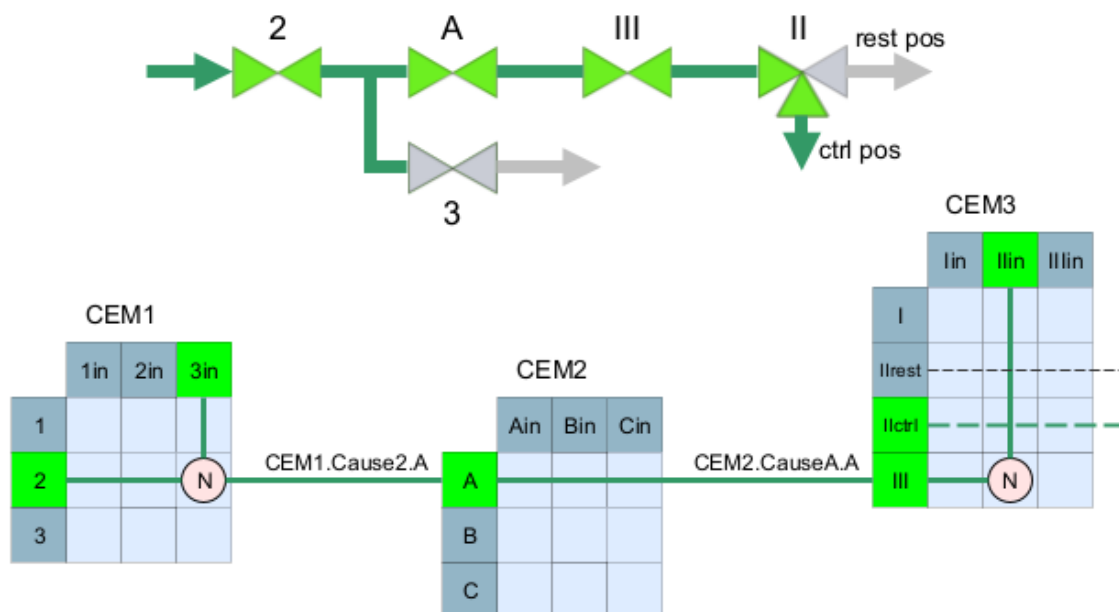 2
A
III
II
rest pos
ctrl pos
3
CEM3
Iin
IIin
IIIin
I
IIrest
IIctrl
III
N
CEM1
1in
2in
3in
1
2
N
3
CEM1.Cause2.A
CEM2
Ain
Bin
Cin
A
B
C
CEM2.CauseA.A